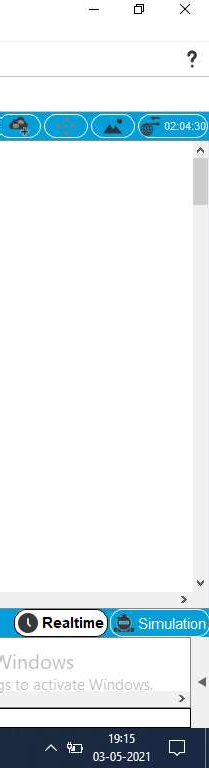 ?
02:04:30
Realtime
Simulation
Windows
gs to activate Windows.
19:15
03-05-2021